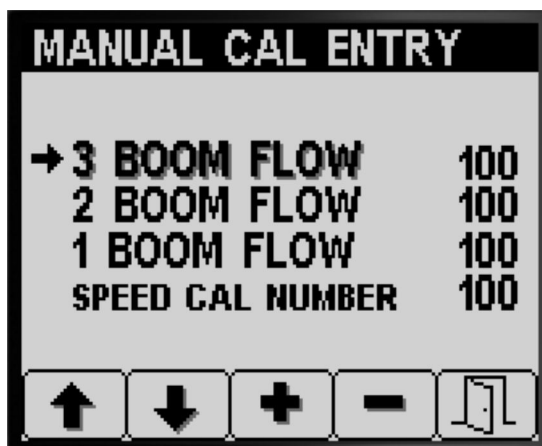 MANUAL CAL ENTRY
3 BOOM FLOW 100
2 BOOM FLOW 100
1 BOOM FLOW 100
SPEED CAL NUMBER 100